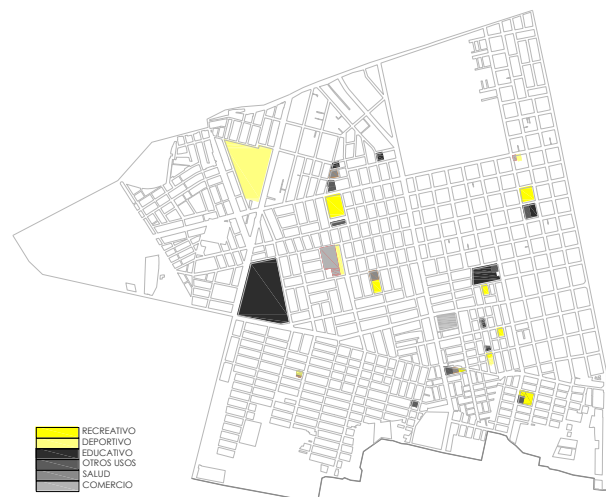 RECREATIVO
DEPORTIVO
EDUCATIVO
OTROS USOS
SALUD
COMERCIO